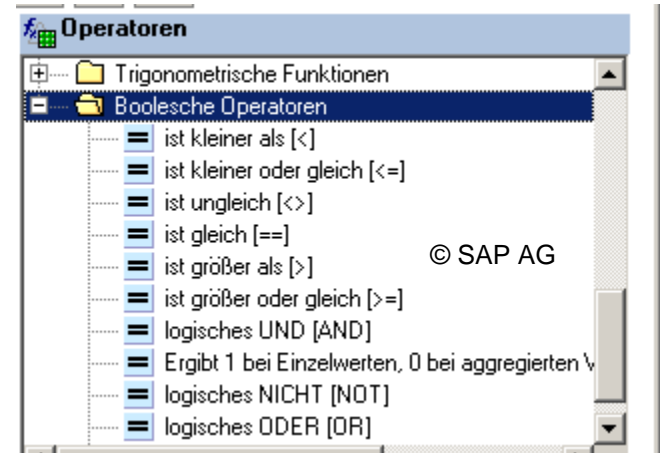 Operatoren
Trigonometrische Funktionen
Boolesche Operatoren
ist kleiner als [<]
ist kleiner oder gleich [<=]
ist ungleich [<>]
ist gleich [==]
© SAP AG
ist größer als [>]
ist größer oder gleich [>=]
logisches UND [AND]
Ergibt 1 bei Einzelwerten, 0 bei aggregierten
logisches NICHT [NOT]
logisches ODER [OR]